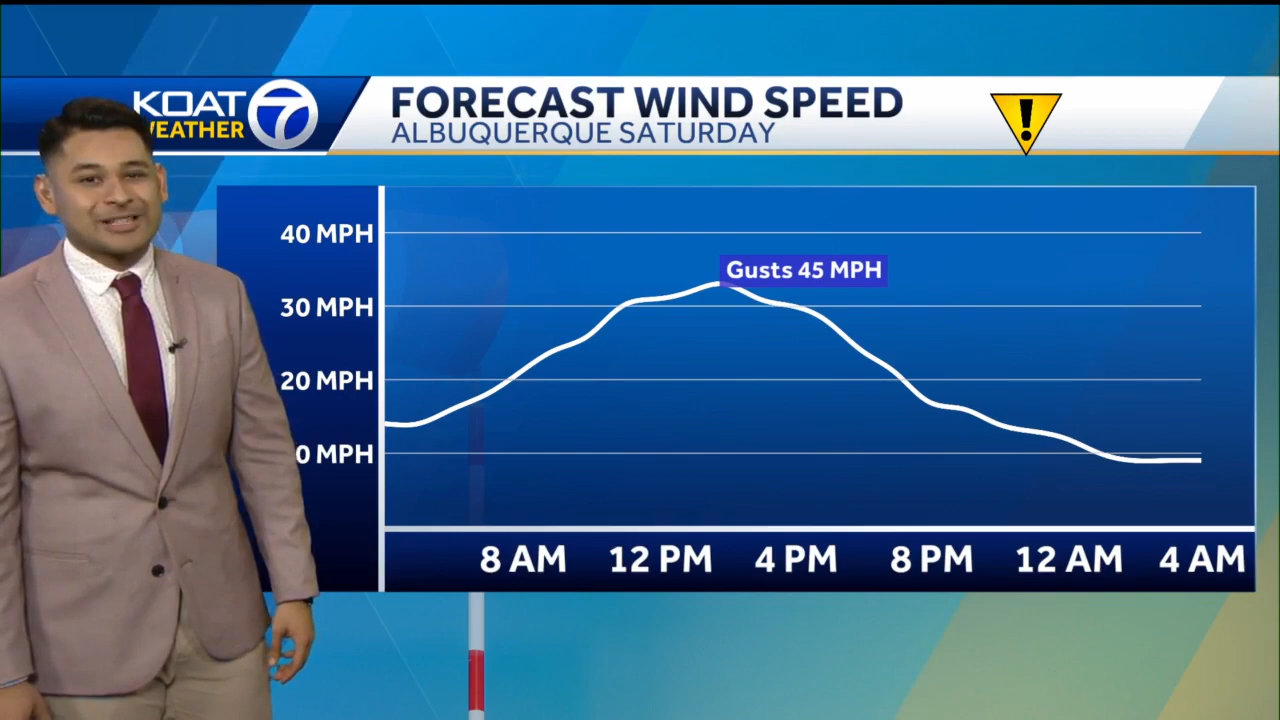 KOAT 7
WEATHER
FORECAST WIND SPEED
ALBUQUERQUE SATURDAY
!
40 MPH
Gusts 45 MPH
30 MPH
20 MPH
0 MPH
8 AM 12 PM 4 PM 8 PM 12 AM 4 AM